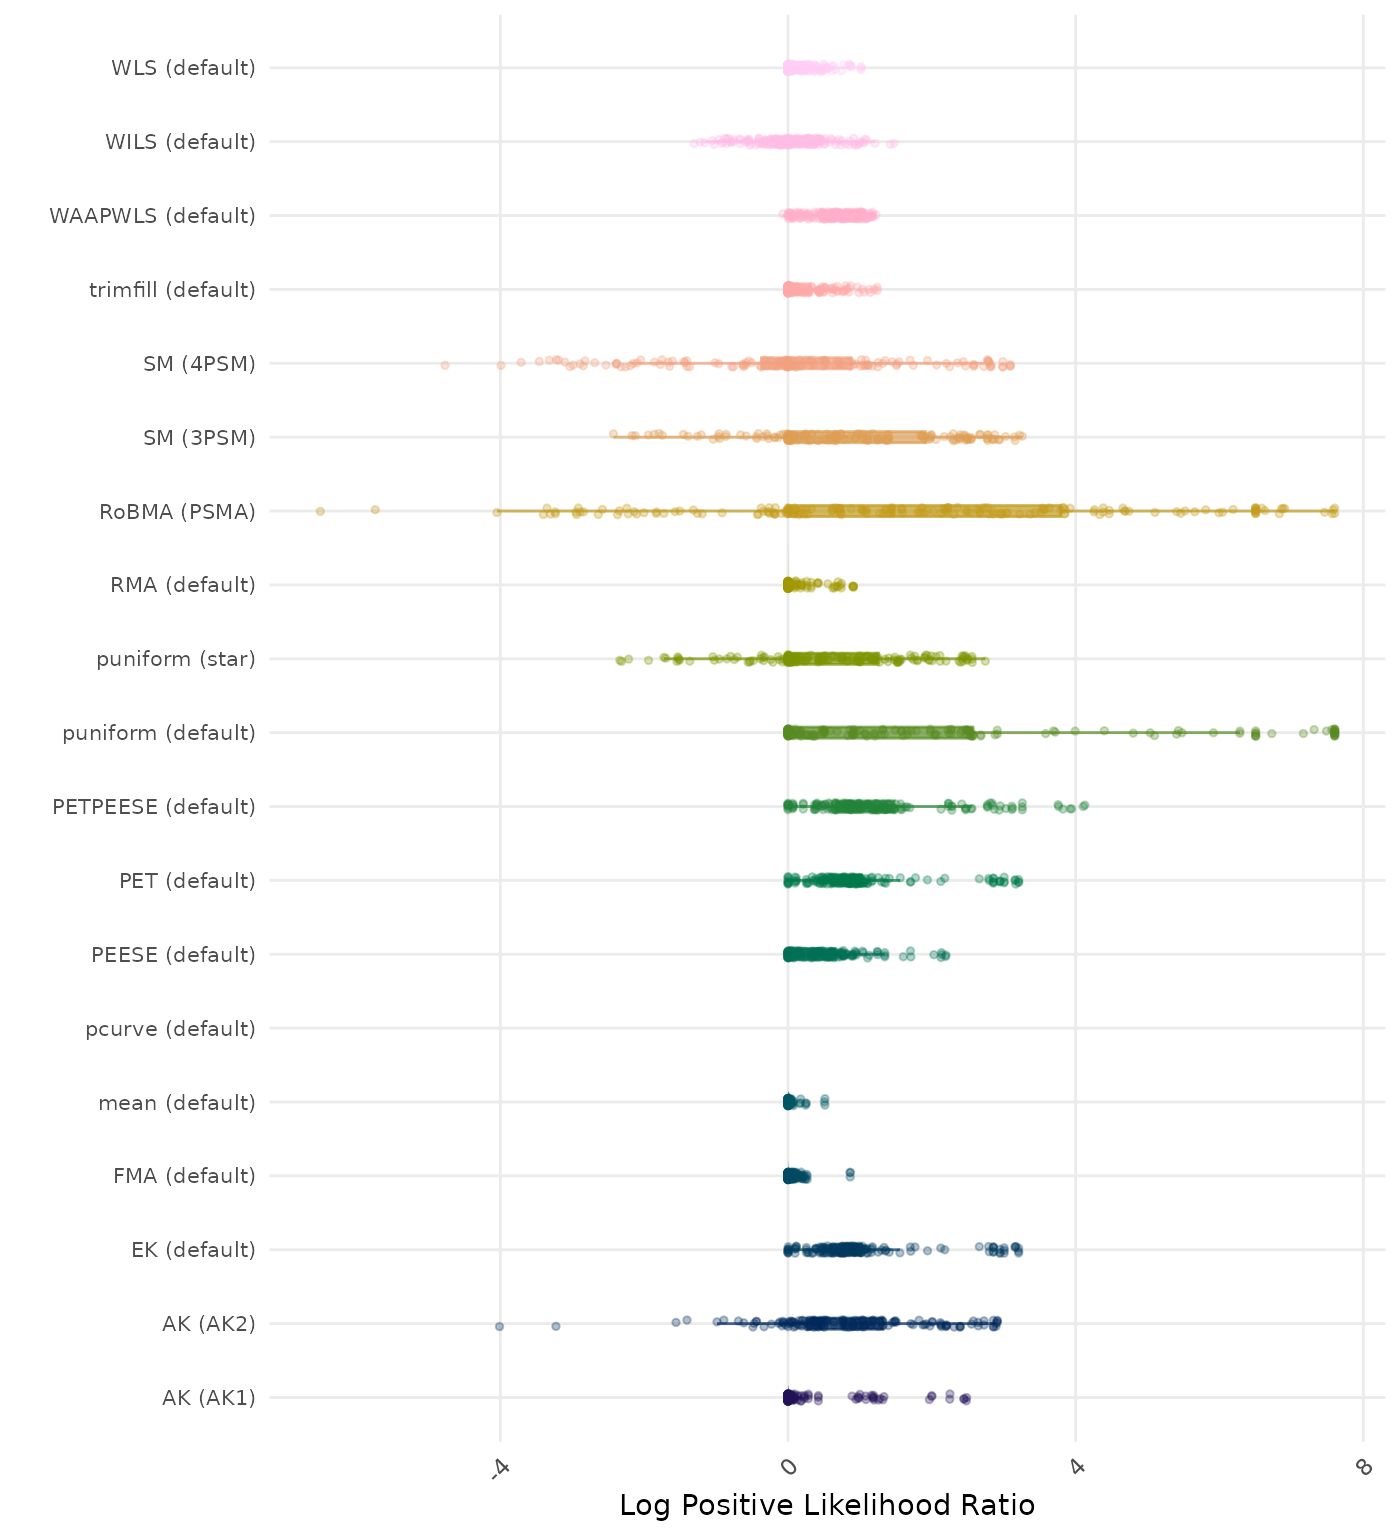 WLS (default)
WILS (default)
WAAPWLS (default)
trimfill (default)
SM (4PSM)
SM (3PSM)
RoBMA (PSMA)
RMA (default)
puniform (star)
puniform (default)
PETPEESE (default)
PET (default)
PEESE (default)
pcurve (default)
mean (default)
FMA (default)
EK (default)
AK (AK2)
AK (AK1)
-4 0 4 8
Log Positive Likelihood Ratio